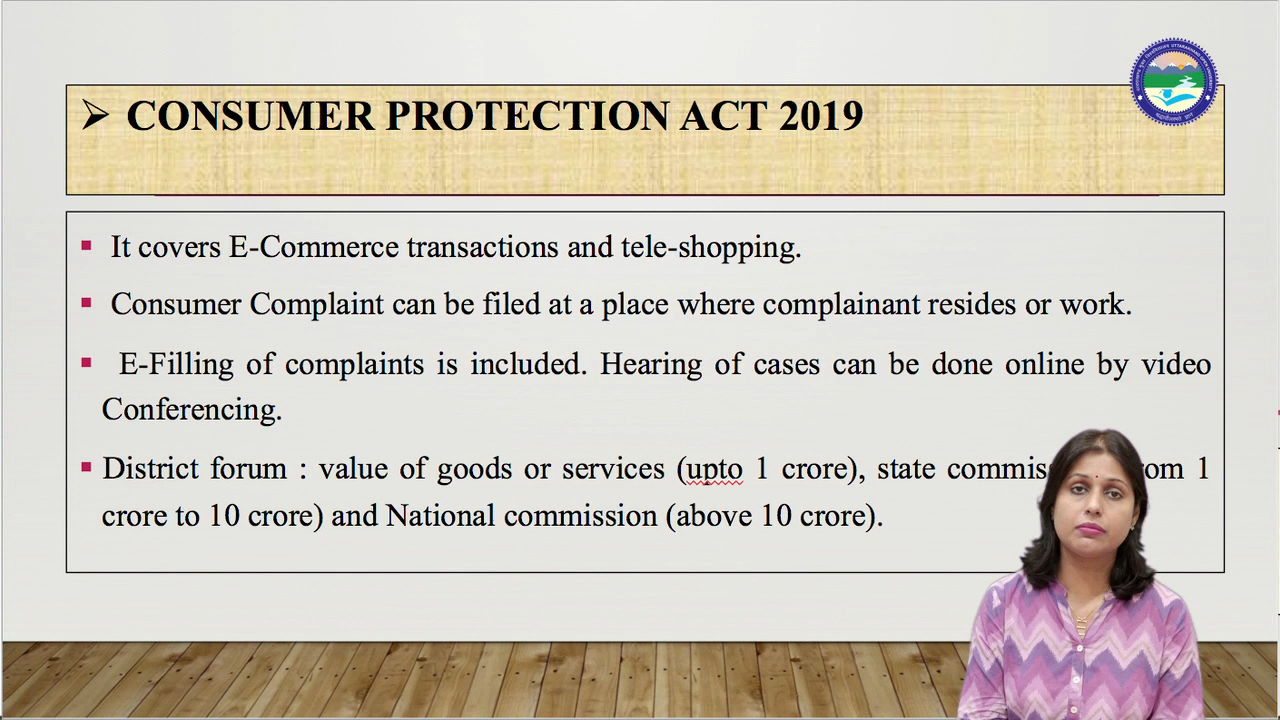 ➢ CONSUMER PROTECTION ACT 2019
▪ It covers E-Commerce transactions and tele-shopping.
▪ Consumer Complaint can be filed at a place where complainant resides or work.
▪ E-Filling of complaints is included. Hearing of cases can be done online by video
Conferencing.
▪ District forum : value of goods or services (upto 1 crore), state 1
crore to 10 crore) and National commission (above 10 crore).